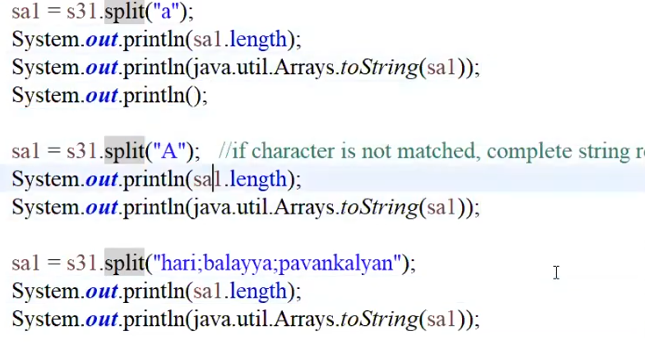 sa1 = s31.split("a");
System.out.println(sa1.length);
System.out.println(java.util.Arrays.toString(sa1));
System.out.println();
sa1 = s31.split("A"); //if character is not matched, complete string
System.out.println(sa1.length);
System.out.println(java.util.Arrays.toString(sa1));
sa1 = s31.split("hari;balayya;pavankalyan");
System.out.println(sa1.length);
System.out.println(java.util.Arrays.toString(sa1));